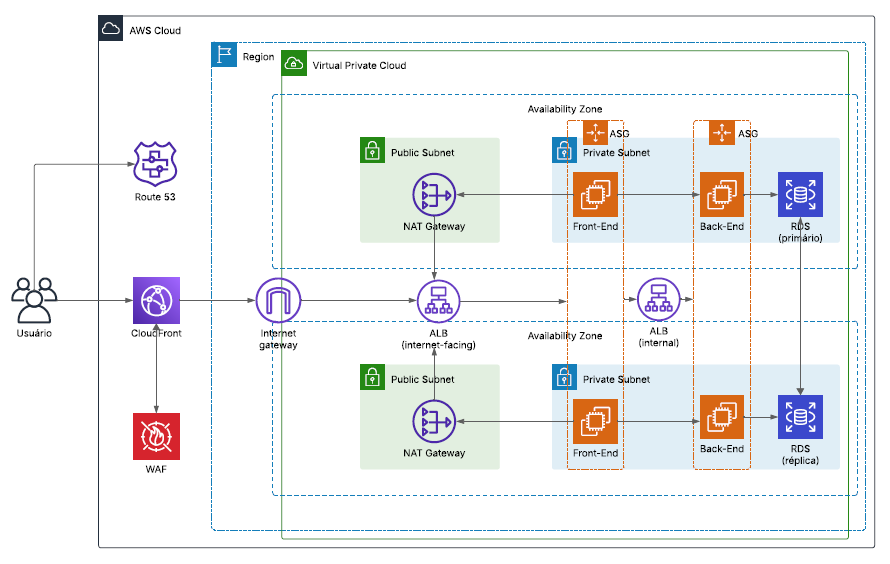 AWS Cloud
Region
Virtual Private Cloud
Availability Zone
ASG
ASG
Public Subnet
Private Subnet
Route 53
NAT Gateway
Front-End
Back-End
RDS
(primário)
Usuário
CloudFront
Internet
gateway
ALB
(internet-facing)
ALB
(internal)
Availability Zone
Public Subnet
Private Subnet
WAF
NAT Gateway
Front-End
Back-End
RDS
(réplica)